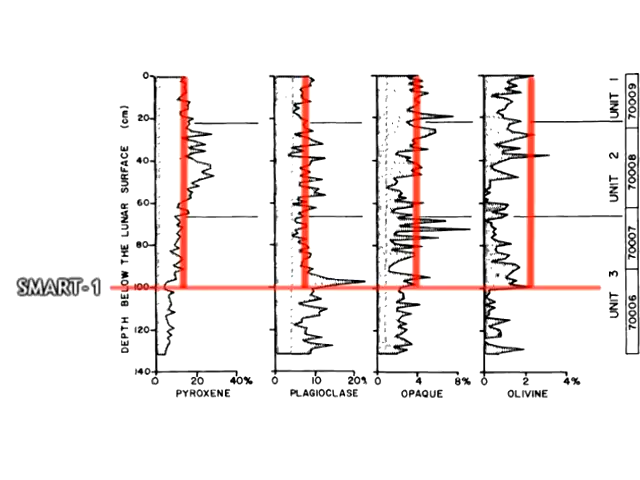 0
20
40
60
80
100
120
140
DEPTH BELOW THE LUNAR SURFACE (cm)
SMART-1
0 20 40%
PYROXENE
0 10 20%
PLAGIOCLASE
0 4 8%
OPAQUE
0 2 4%
OLIVINE
UNIT 1
UNIT 2
UNIT 3
70009
70008
70007
70006